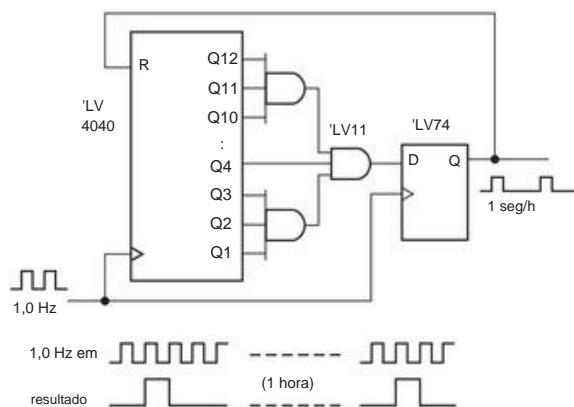 R
'LV
4040
Q12
Q11
Q10
:
Q4
Q3
Q2
Q1
'LV11
'LV74
D Q
1 seg/h
1,0 Hz
1,0 Hz em
(1 hora)
resultado